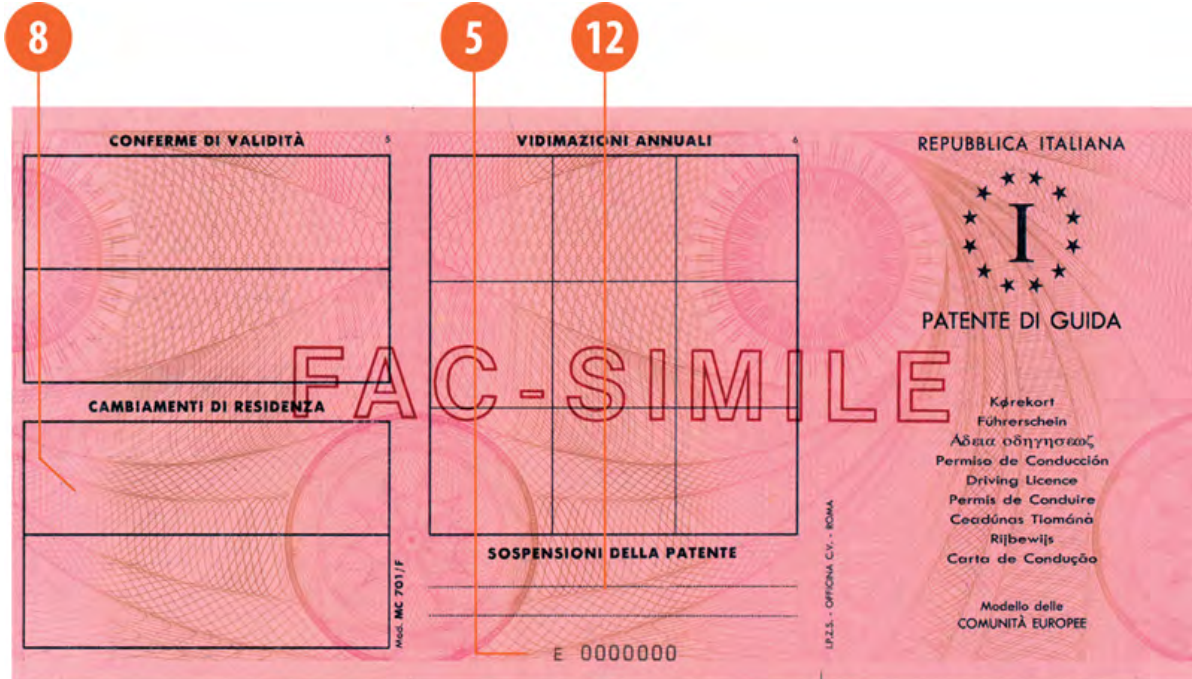 8
5
12
CONFERME DI VALIDITÀ
5
CAMBIAMENTI DI RESIDENZA
Mod. MC 701/F
VIDIMAZIONI ANNUALI
6
SOSPENSIONI DELLA PATENTE
E 0000000
FAC-SIMILE
I.P.Z.S. - OFFICINA C.V. - ROMA
REPUBBLICA ITALIANA
I
PATENTE DI GUIDA
Kørekort
Führerschein
Αδεια οδηγησεως
Permiso de Conducción
Driving Licence
Permis de Conduire
Ceadúnas Tiomána
Rijbewijs
Carta de Condução
Modello delle
COMUNITÀ EUROPEE